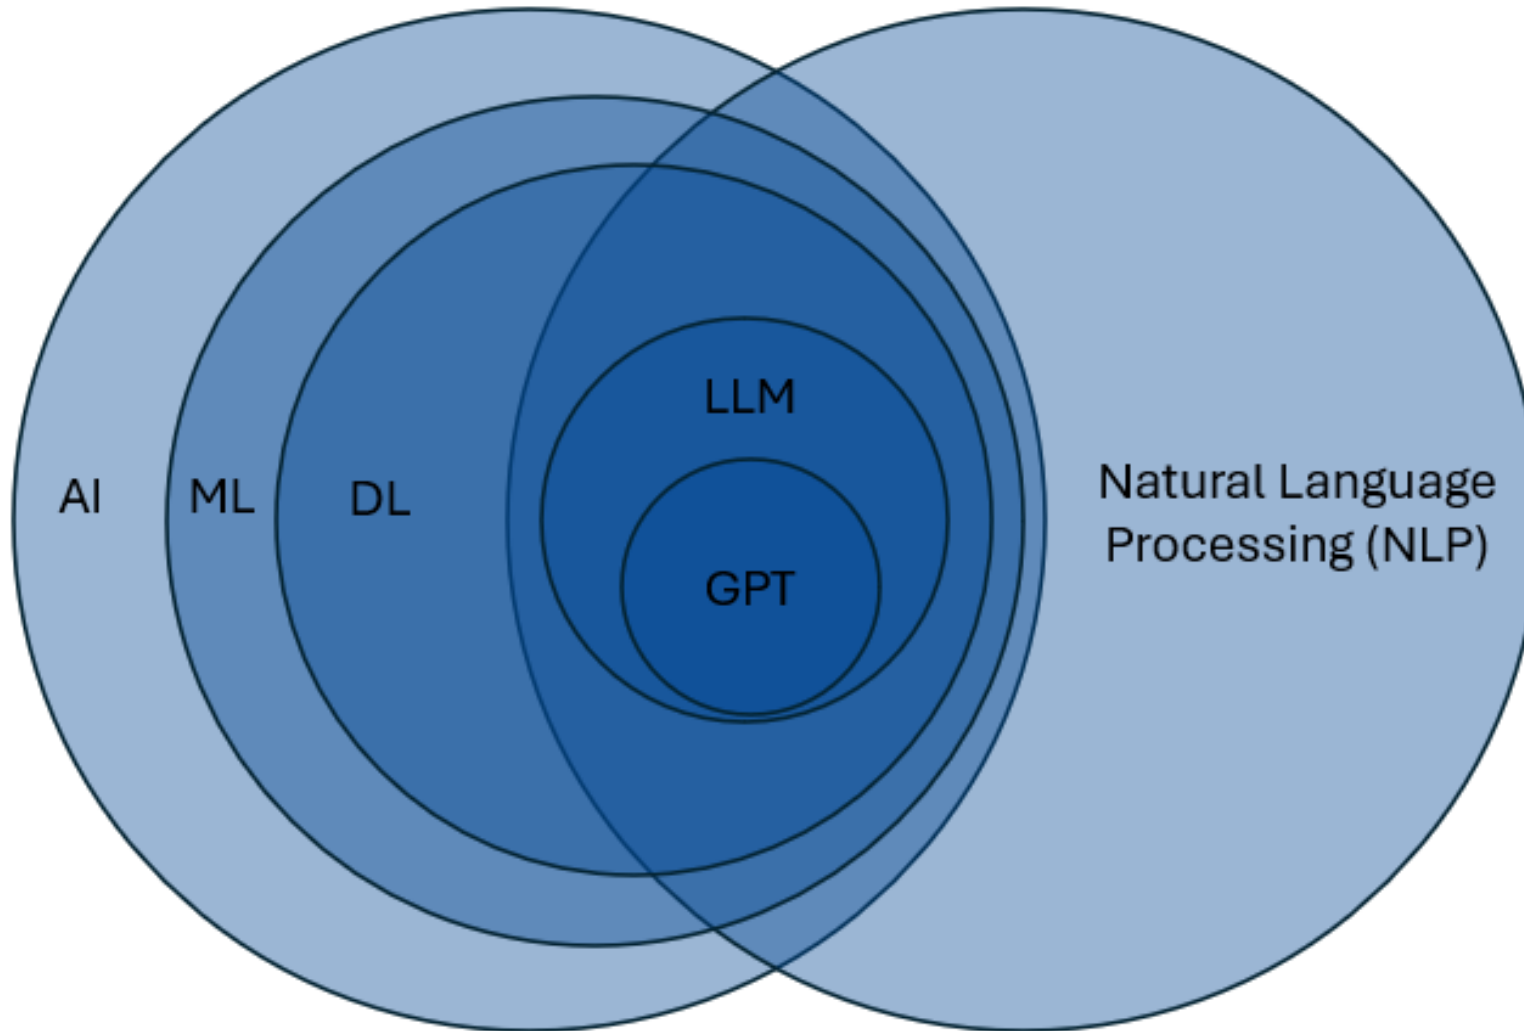 AI
ML
DL
LLM
GPT
Natural Language
Processing (NLP)